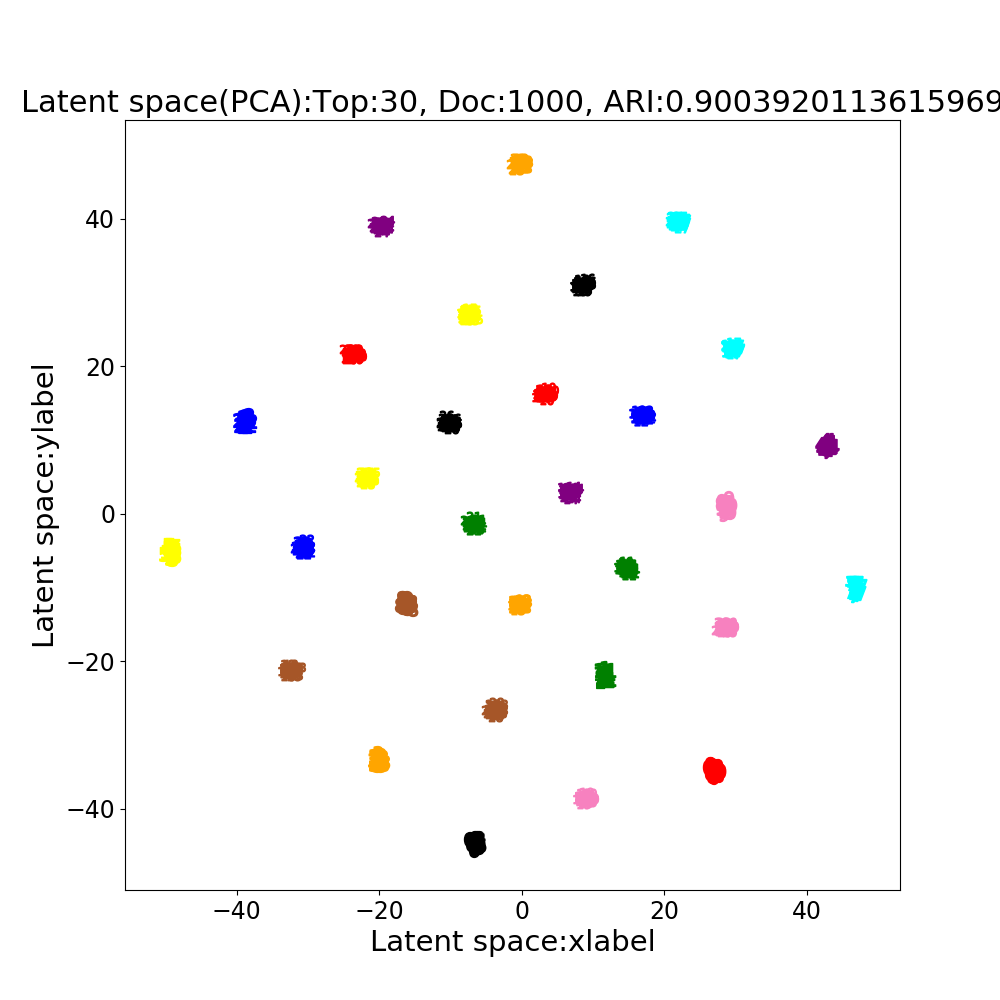 Latent space(PCA):Top:30, Doc:1000, ARI:0.9003920113615969
40
20
0
−20
−40
Latent space:ylabel
−40 −20 0 20 40
Latent space:xlabel